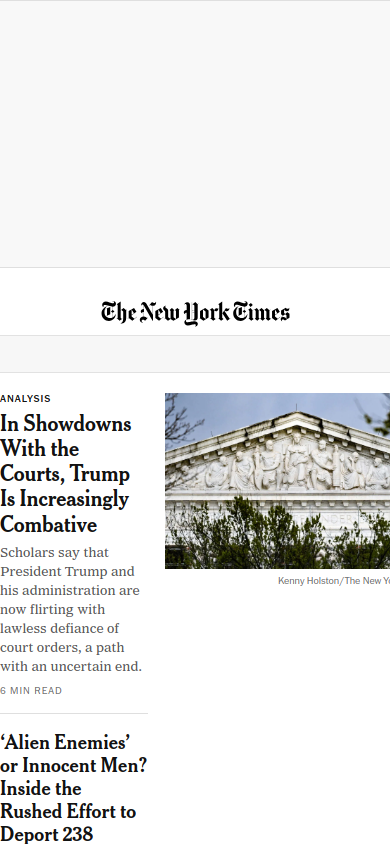 The New York Times
ANALYSIS
In Showdowns
With the
Courts, Trump
Is Increasingly
Combative
Scholars say that
President Trump and
his administration are
now flirting with
lawless defiance of
court orders, a path
with an uncertain end.
6 MIN READ
Kenny Holston/The New Yo
‘Alien Enemies’
or Innocent Men?
Inside the
Rushed Effort to
Deport 238